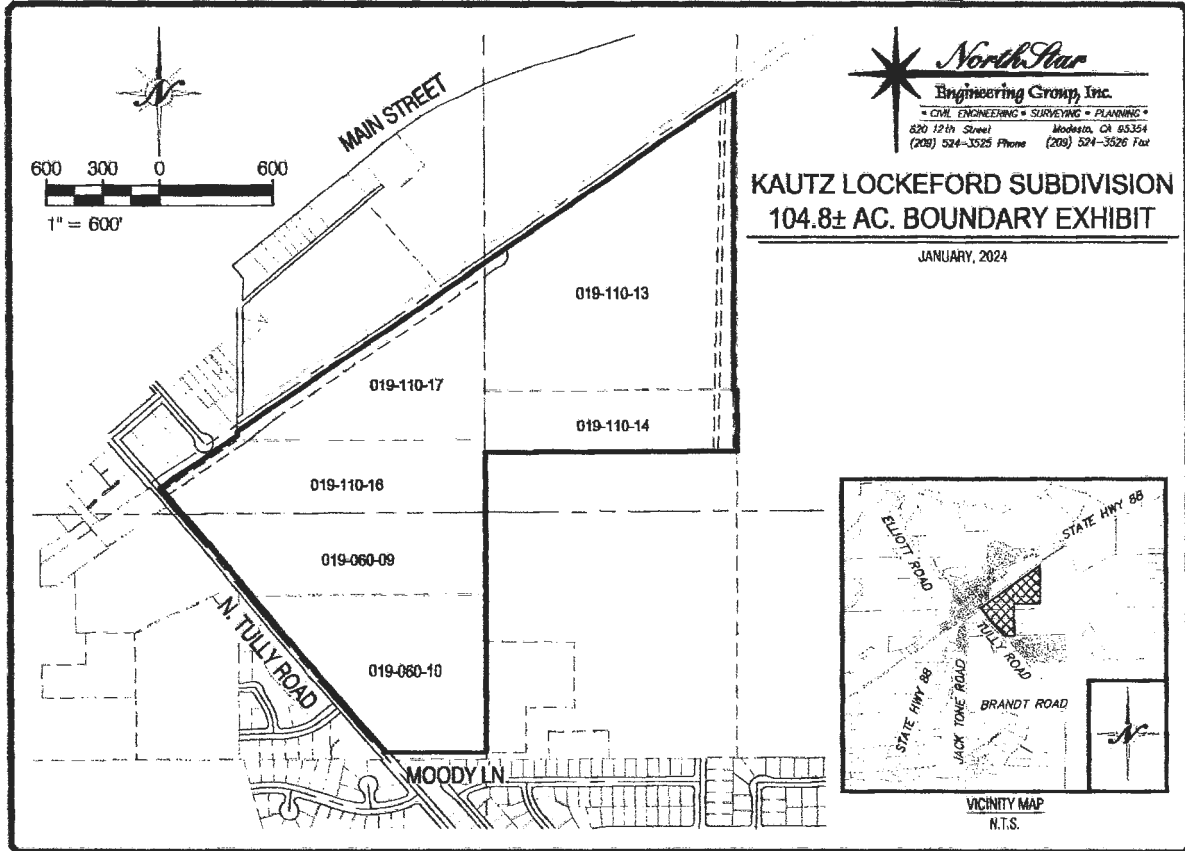 N
600 300 0 600
1" = 600'
MAIN STREET
NorthStar
Engineering Group, Inc.
• CIVIL ENGINEERING • SURVEYING • PLANNING •
620 12th Street Modesto, CA 95354
(209) 524-3525 Phone (209) 524-3526 Fax
KAUTZ LOCKEFORD SUBDIVISION
104.8± AC. BOUNDARY EXHIBIT
JANUARY, 2024
019-110-13
019-110-17
019-110-14
019-110-16
019-060-09
019-060-10
N. TULLY ROAD
MOODY LN.
ELLIOTT ROAD
STATE HWY 88
TULLY ROAD
STATE HWY 88
JACK TONE ROAD
BRANDT ROAD
N
VICINITY MAP
N.T.S.